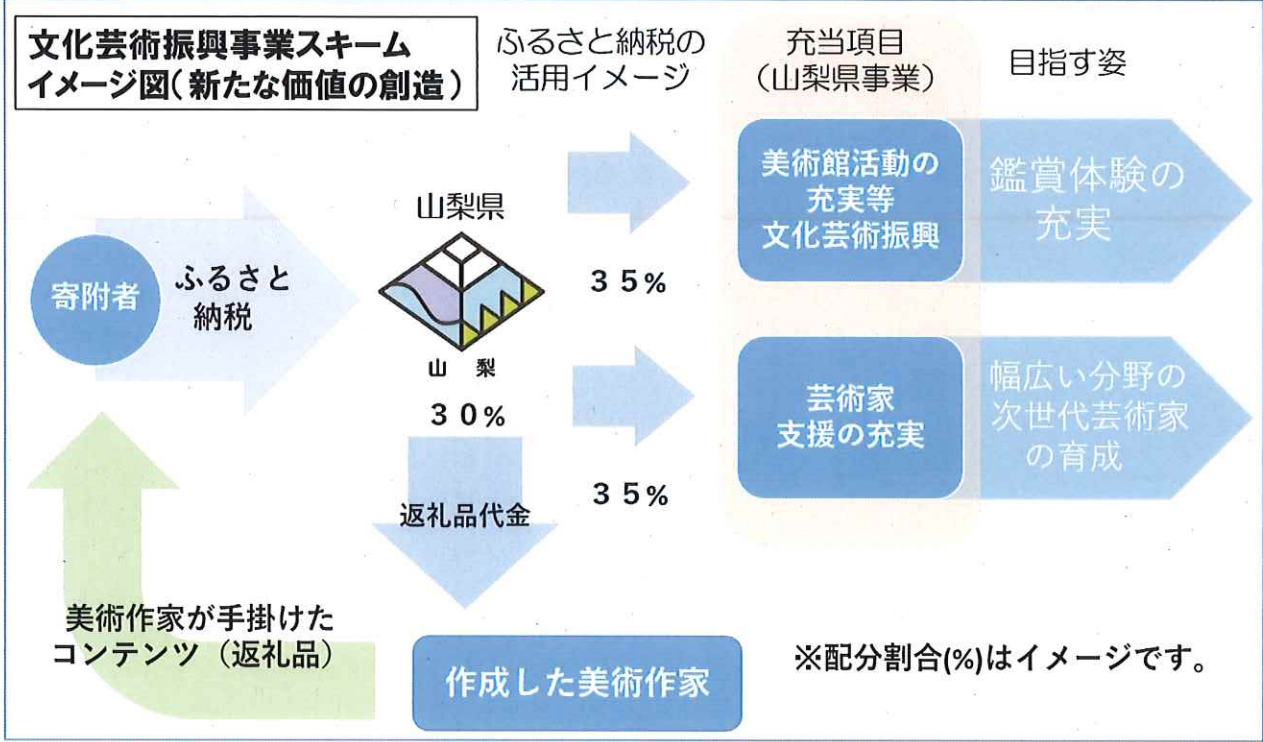 文化芸術振興事業スキーム
イメージ図(新たな価値の創造)
ふるさと納税の
活用イメージ
充当項目
(山梨県事業)
目指す姿
寄附者
ふるさと
納税
山梨県
山 梨
30%
35%
美術館活動の
充実等
文化芸術振興
鑑賞体験の
充実
35%
芸術家
支援の充実
幅広い分野の
次世代芸術家
の育成
返礼品代金
美術作家が手掛けた
コンテンツ(返礼品)
作成した美術作家
※配分割合(%)はイメージです。